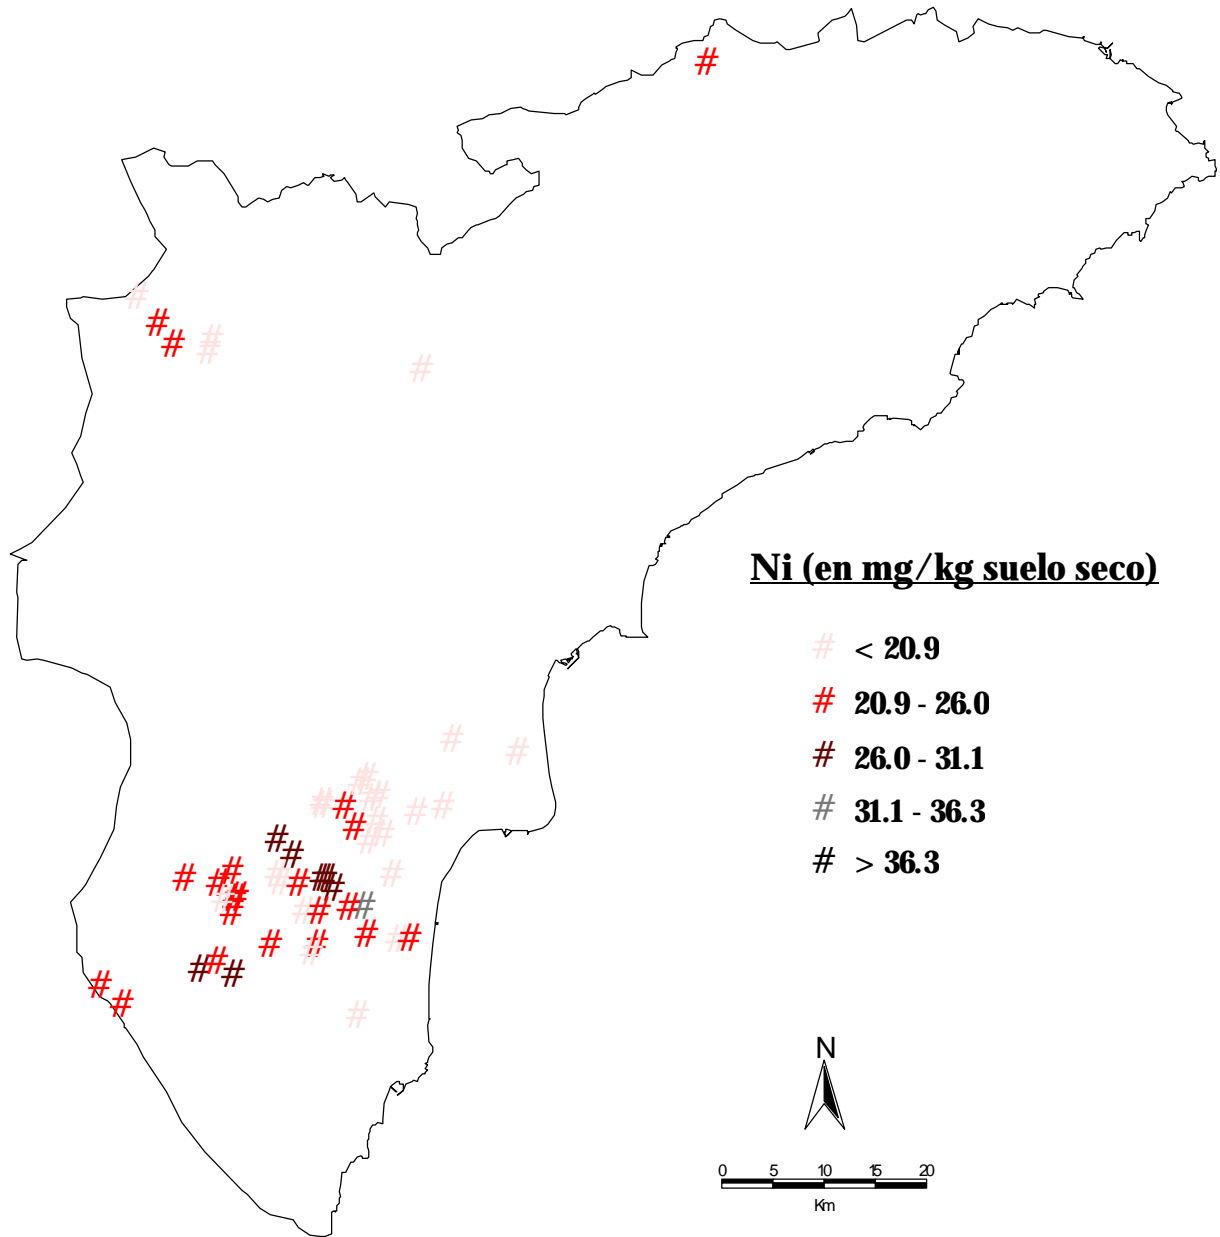 Ni (en mg/kg suelo seco)
# < 20.9
# 20.9 - 26.0
# 26.0 - 31.1
# 31.1 - 36.3
# > 36.3
N
0 5 10 15 20
Km